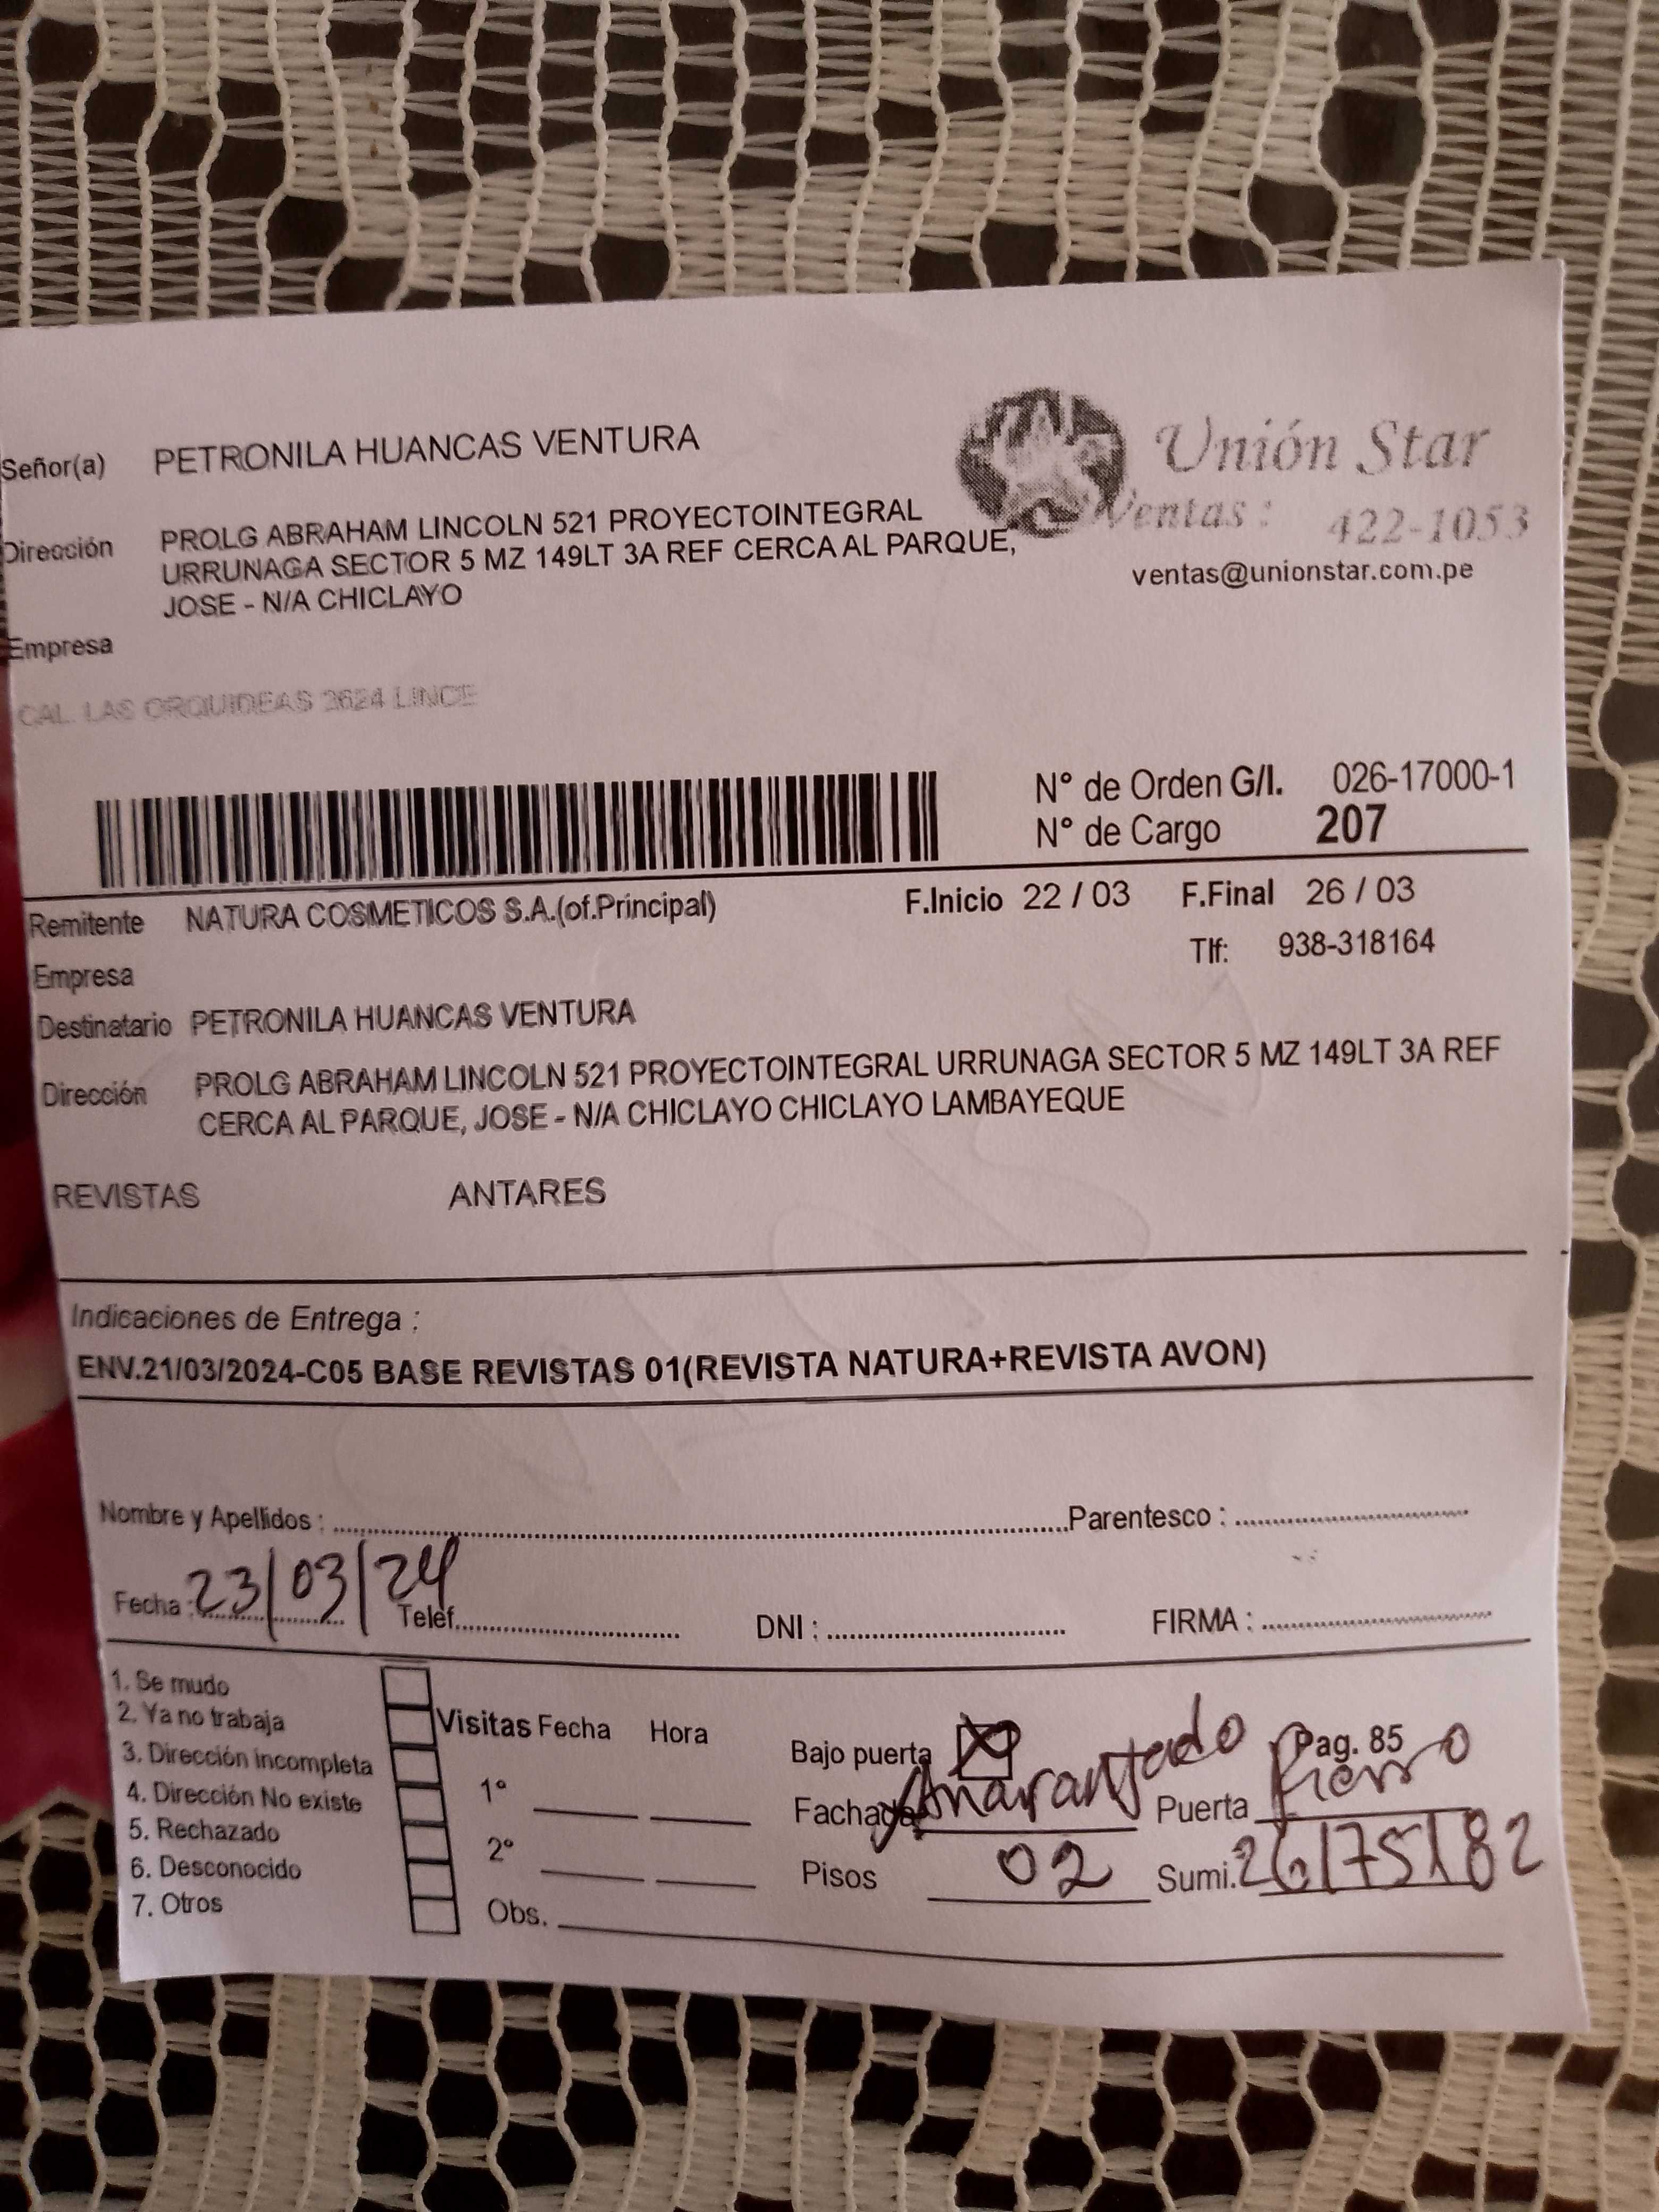 Unión Star
Señor(a) PETRONILA HUANCAS VENTURA
Ventas : 422-1053
Dirección PROLG ABRAHAM LINCOLN 521 PROYECTOINTEGRAL
URRUNAGA SECTOR 5 MZ 149LT 3A REF CERCA AL PARQUE,
JOSE - N/A CHICLAYO
ventas@unionstar.com.pe
Empresa
CAL. LAS ORQUIDEAS 2624 LINCE
N° de Orden G/I. 026-17000-1
N° de Cargo 207
Remitente NATURA COSMETICOS S.A.(of.Principal) F.Inicio 22 / 03 F.Final 26 / 03
Tlf: 938-318164
Empresa
Destinatario PETRONILA HUANCAS VENTURA
Dirección PROLG ABRAHAM LINCOLN 521 PROYECTOINTEGRAL URRUNAGA SECTOR 5 MZ 149LT 3A REF
CERCA AL PARQUE, JOSE - N/A CHICLAYO CHICLAYO LAMBAYEQUE
REVISTAS ANTARES
Indicaciones de Entrega :
ENV.21/03/2024-C05 BASE REVISTAS 01(REVISTA NATURA+REVISTA AVON)
Nombre y Apellidos : Parentesco :
Fecha : 23/03/24 Telef. DNI : FIRMA :
1. Se mudo
2. Ya no trabaja
3. Dirección incompleta
4. Dirección No existe
5. Rechazado
6. Desconocido
7. Otros
Visitas Fecha Hora
1°
2°
Obs.
Bajo puerta Pag. 85
Fachada Anarantado Puerta Fierro
Pisos 02 Sumi. 26175182